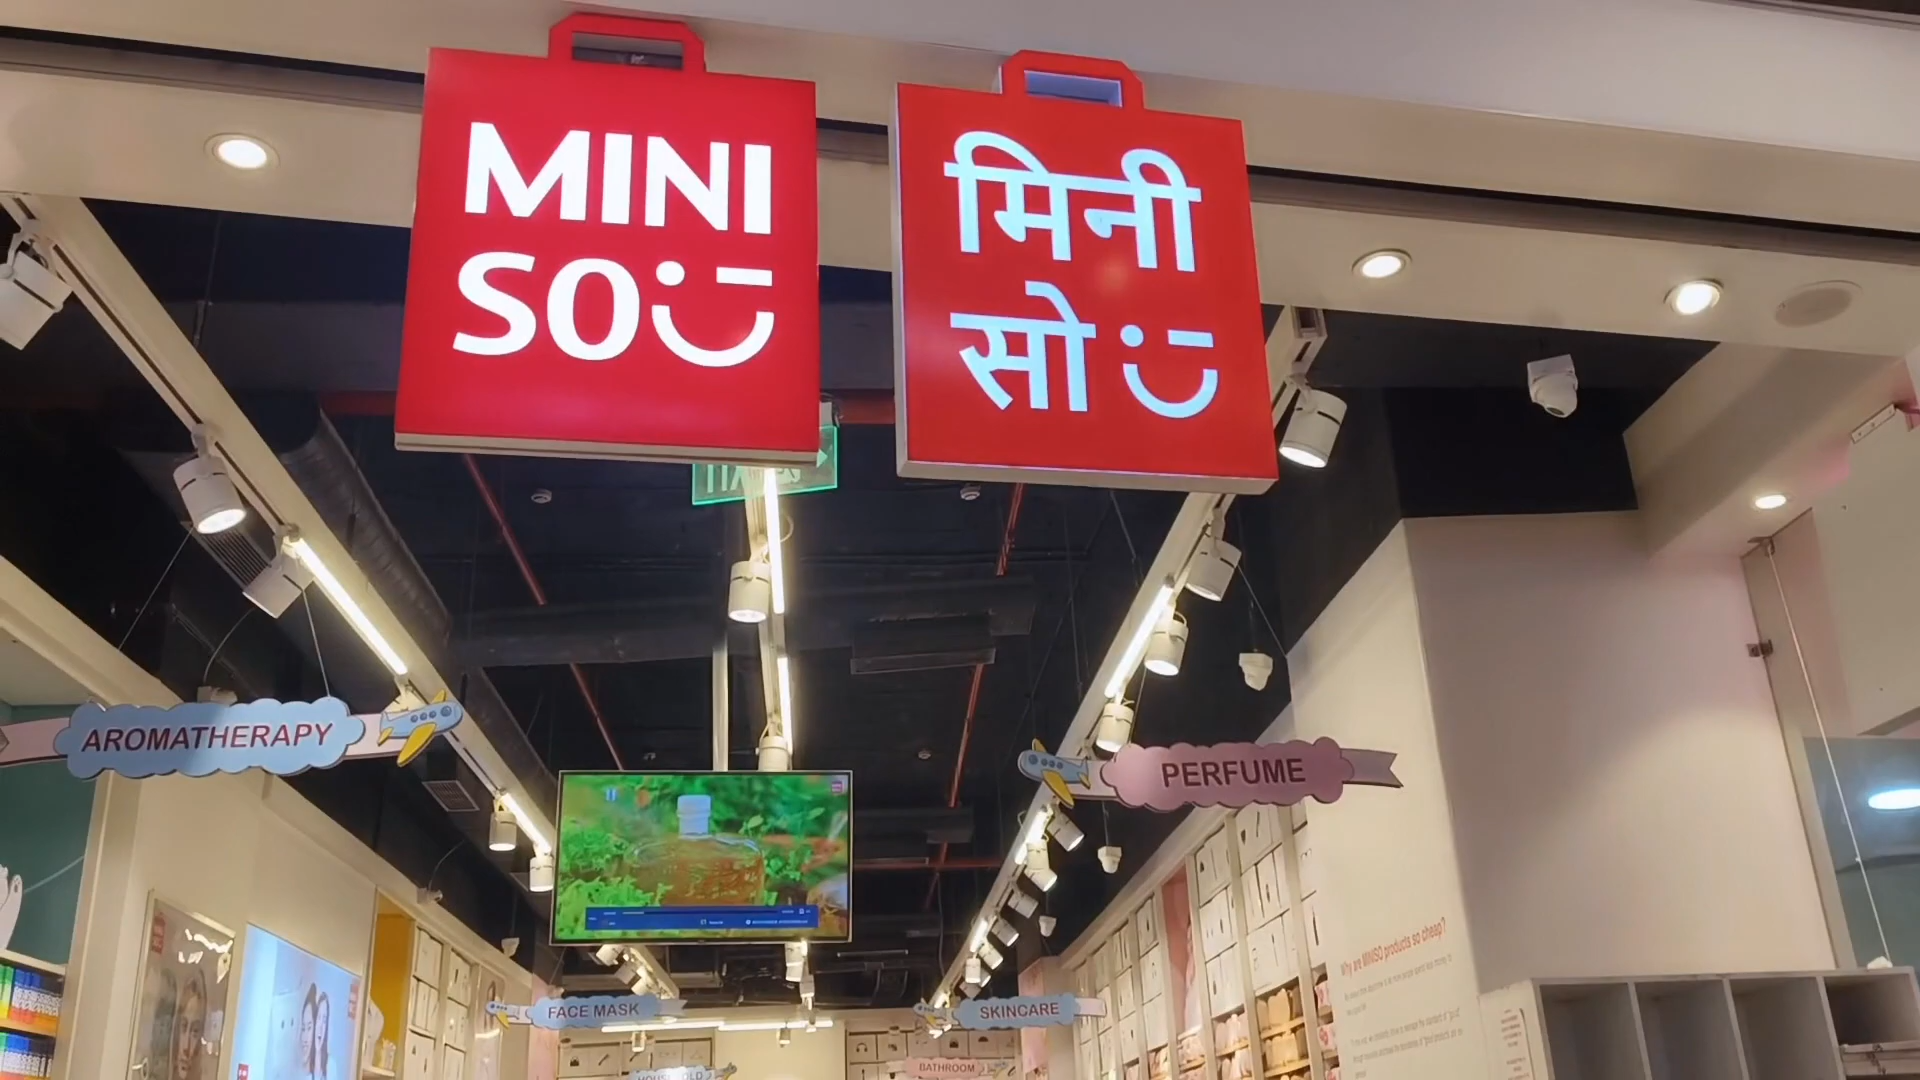 MINI
SO
मिनी
सो
AROMATHERAPY
PERFUME
FACE MASK
SKINCARE
BATHROOM
Why are MINISO products so cheap?